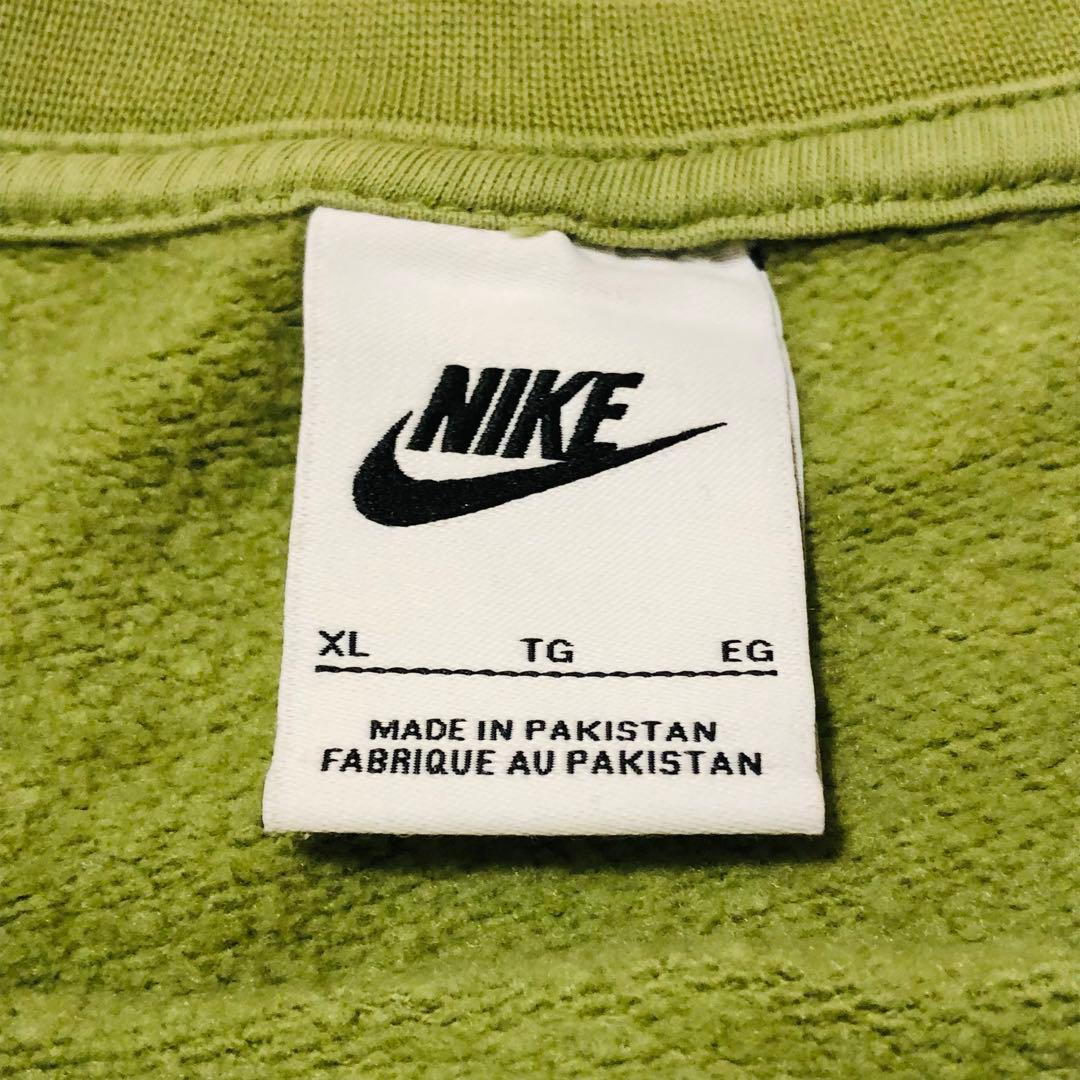 NIKE
XL TG EG
MADE IN PAKISTAN
FABRIQUE AU PAKISTAN